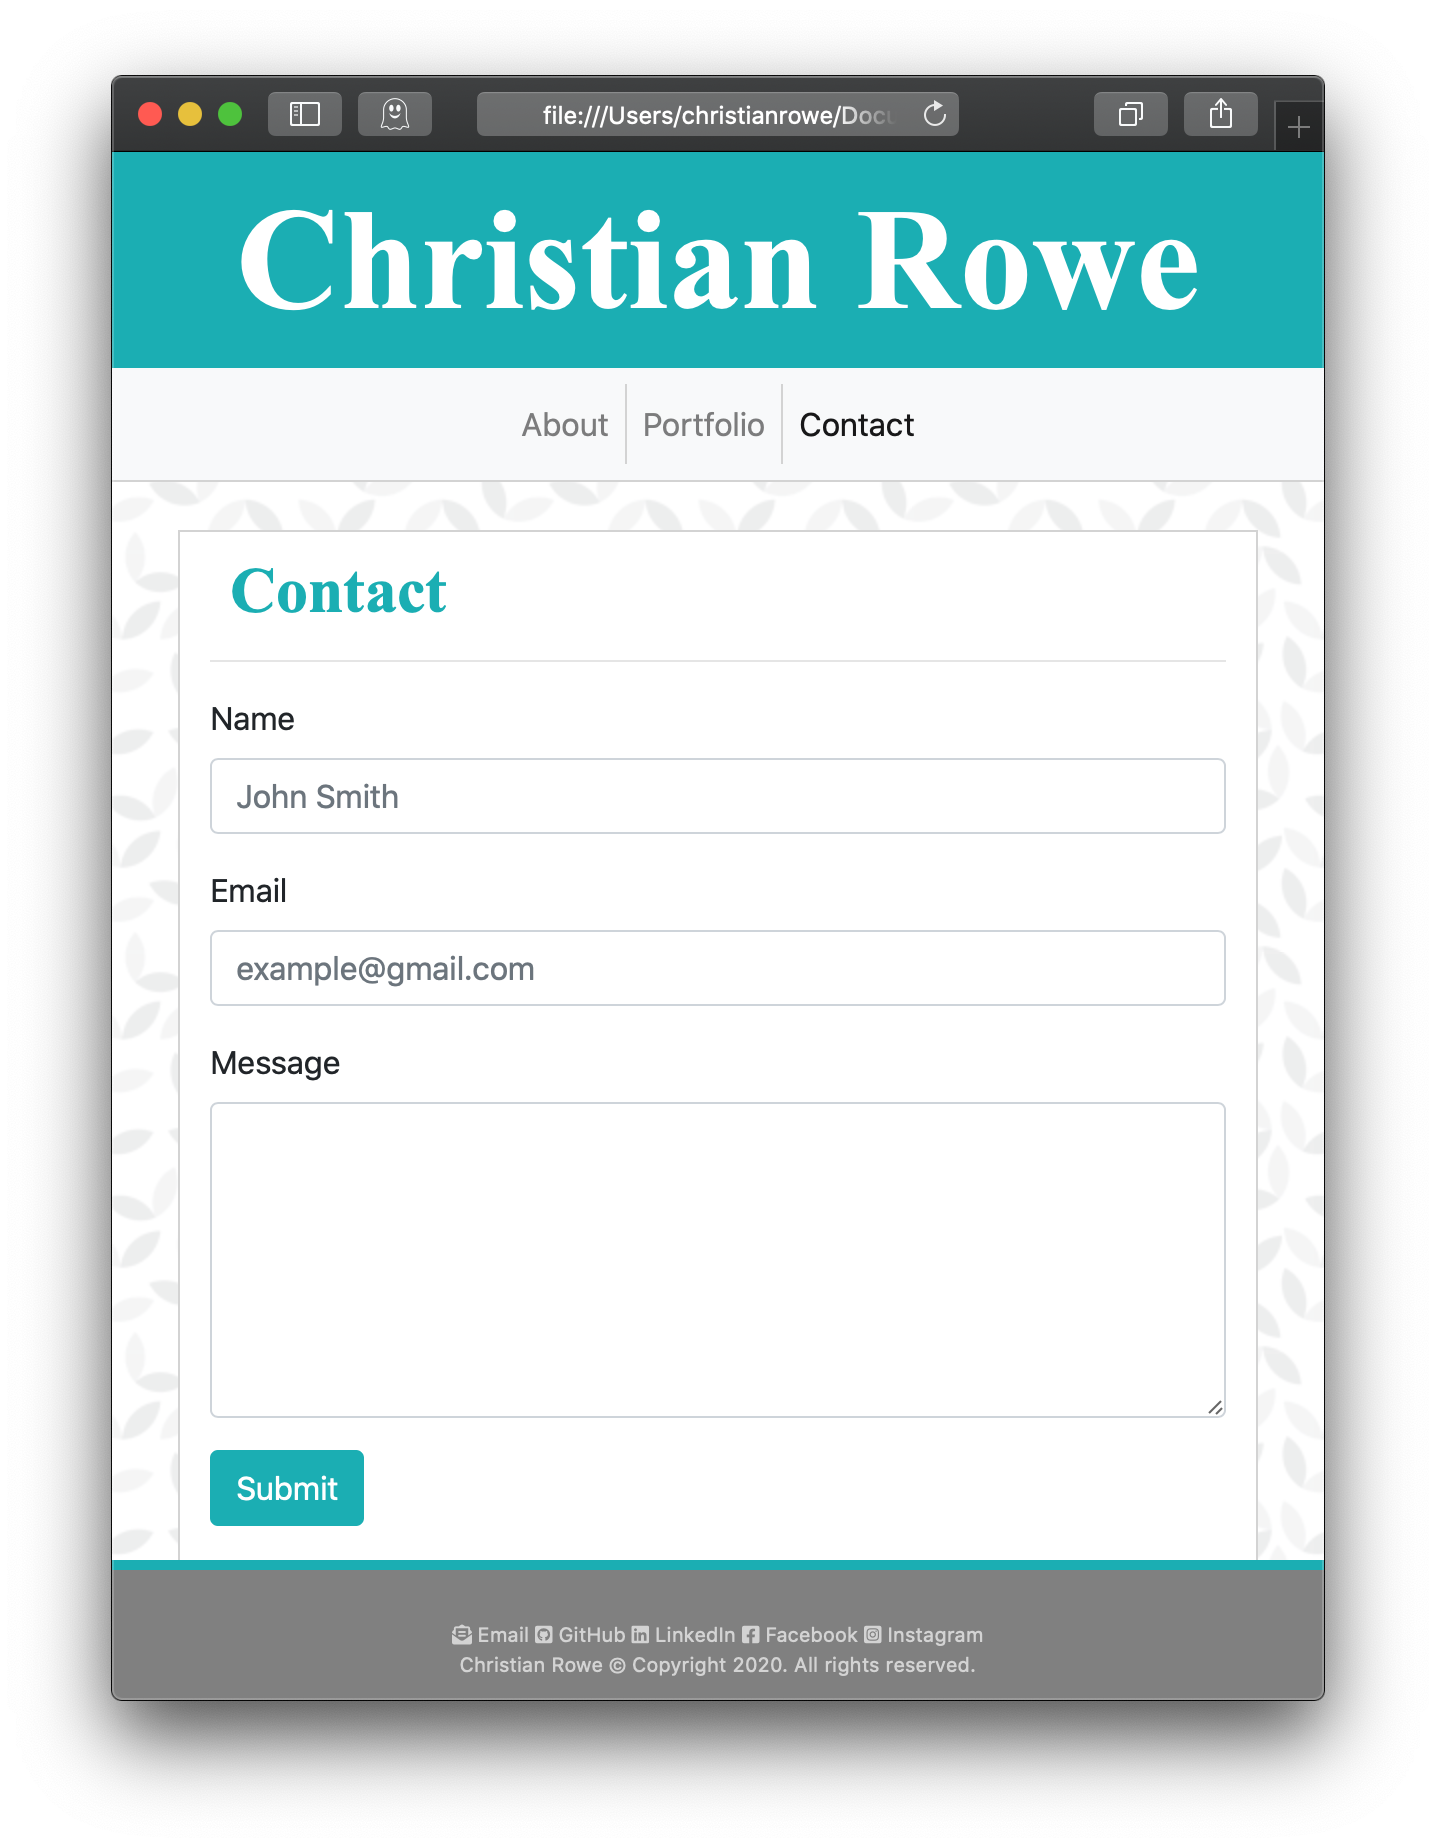 file:///Users/christianrowe/Docu
Christian Rowe
About Portfolio Contact
Contact
Name
John Smith
Email
example@gmail.com
Message
Submit
Email GitHub LinkedIn Facebook Instagram
Christian Rowe © Copyright 2020. All rights reserved.